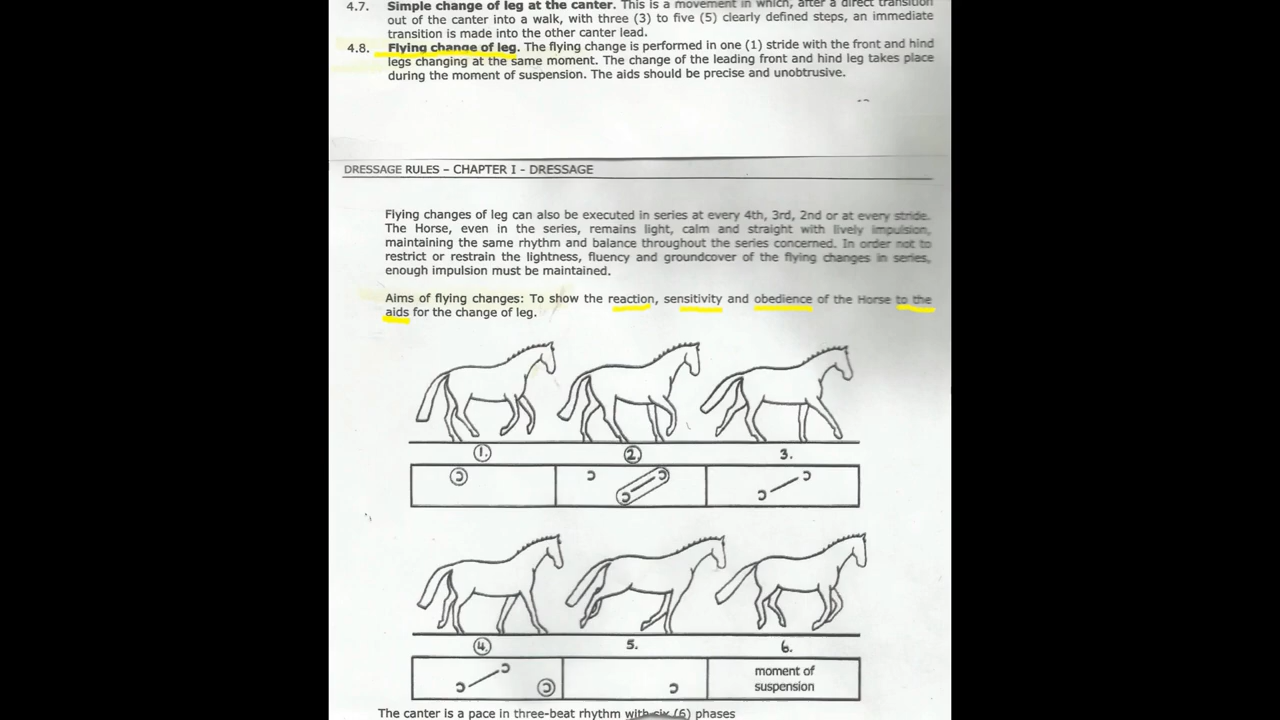 4.7. Simple change of leg at the canter. This is a movement in which, after a direct transition
out of the canter into a walk, with three (3) to five (5) clearly defined steps, an immediate
transition is made into the other canter lead.
4.8. Flying change of leg. The flying change is performed in one (1) stride with the front and hind
legs changing at the same moment. The change of the leading front and hind leg takes place
during the moment of suspension. The aids should be precise and unobtrusive.
DRESSAGE RULES – CHAPTER I - DRESSAGE
Flying changes of leg can also be executed in series at every 4th, 3rd, 2nd or at every stride.
The Horse, even in the series, remains light, calm and straight with lively impulsion,
maintaining the same rhythm and balance throughout the series concerned. In order not to
restrict or restrain the lightness, fluency and groundcover of the flying changes in series,
enough impulsion must be maintained.
Aims of flying changes: To show the reaction, sensitivity and obedience of the Horse to the
aids for the change of leg.
1. 2. 3.
4. 5. 6.
moment of
suspension
The canter is a pace in three-beat rhythm with six (6) phases